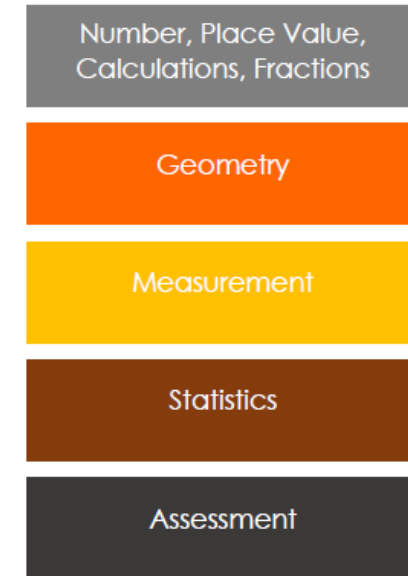 Number, Place Value,
Calculations, Fractions
Geometry
Measurement
Statistics
Assessment